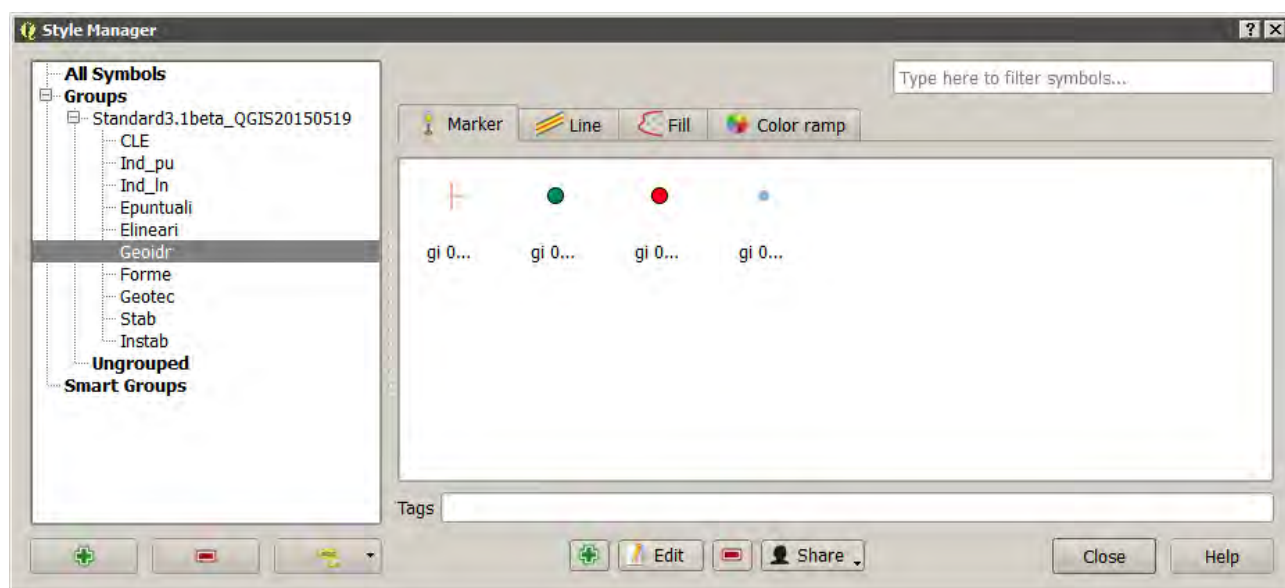 Style Manager
All Symbols
Groups
Standard3.1beta_QGIS20150519
CLE
Ind_pu
Ind_ln
Epuntuali
Elineari
Geoidr
Forme
Geotec
Stab
Instab
Ungrouped
Smart Groups
Type here to filter symbols...
Marker Line Fill Color ramp
gi 0... gi 0... gi 0... gi 0...
Tags
Edit Share Close Help